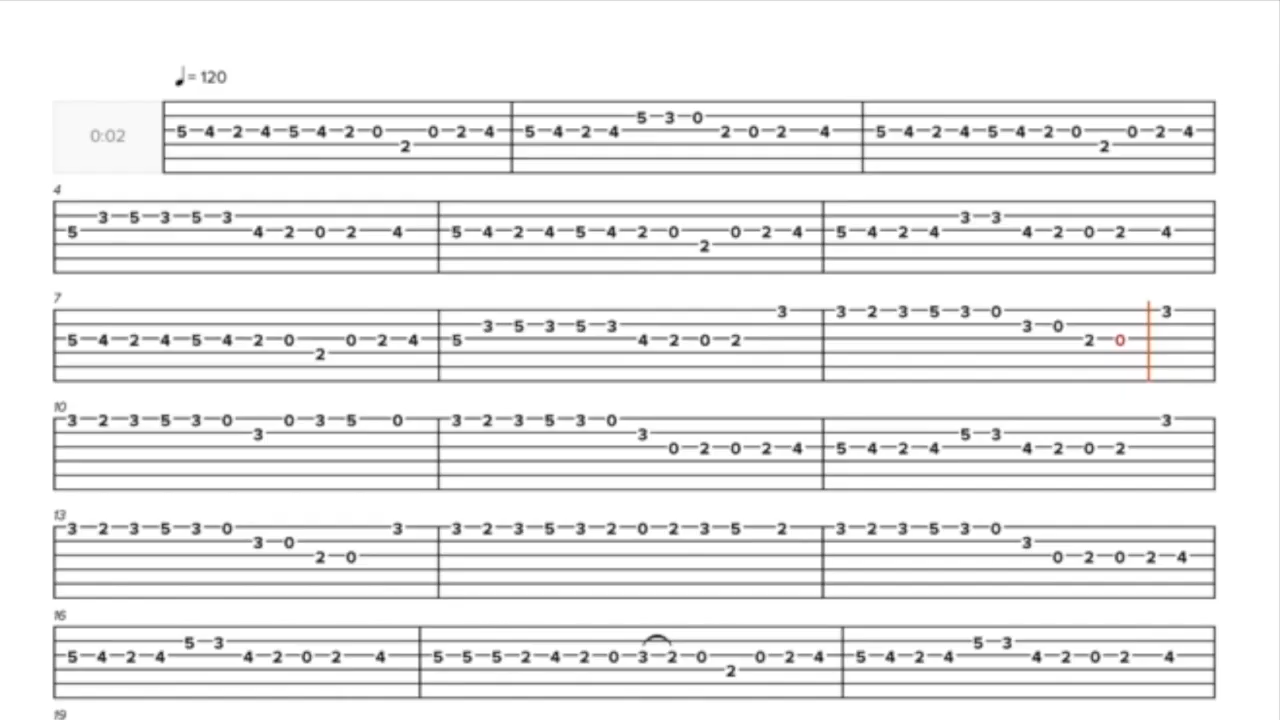 ♩= 120
0:02
5 4 2 4 5 4 2 0 2 0 2 4 5 4 2 4 5 3 0 2 0 2 4 5 4 2 4 5 4 2 0 2 0 2 4
4
5 3 5 3 5 3 4 2 0 2 4 5 4 2 4 5 4 2 0 2 0 2 4 5 4 2 4 3 3 4 2 0 2 4
7
5 4 2 4 5 4 2 0 2 0 2 4 5 3 5 3 5 3 4 2 0 2 3 3 2 3 5 3 0 3 0 2 0 3
10
3 2 3 5 3 0 3 0 3 5 0 3 2 3 5 3 0 3 0 2 0 2 4 5 4 2 4 5 3 4 2 0 2 3
13
3 2 3 5 3 0 3 0 2 0 3 3 2 3 5 3 2 0 2 3 5 2 3 2 3 5 3 0 3 0 2 0 2 4
16
5 4 2 4 5 3 4 2 0 2 4 5 5 5 2 4 2 0 3 2 0 2 0 2 4 5 4 2 4 5 3 4 2 0 2 4
19